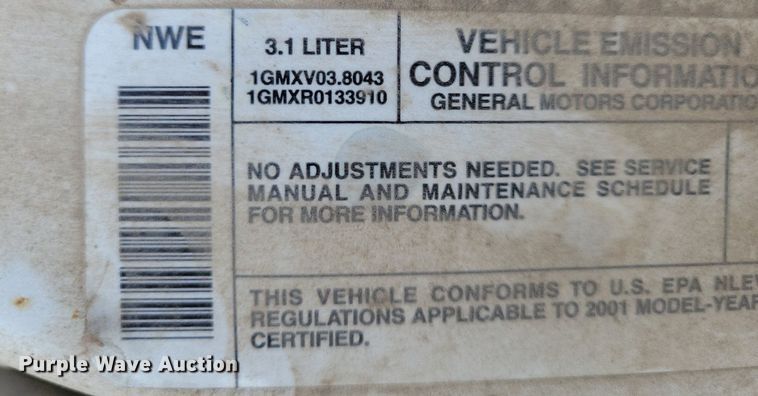 NWE
3.1 LITER
1GMXV03.8043
1GMXR0133910
VEHICLE EMISSION
CONTROL INFORMATIO
GENERAL MOTORS CORPORATIO
NO ADJUSTMENTS NEEDED. SEE SERVICE
MANUAL AND MAINTENANCE SCHEDULE
FOR MORE INFORMATION.
THIS VEHICLE CONFORMS TO U.S. EPA NLEV
REGULATIONS APPLICABLE TO 2001 MODEL-YEAR
CERTIFIED.
Purple Wave Auction